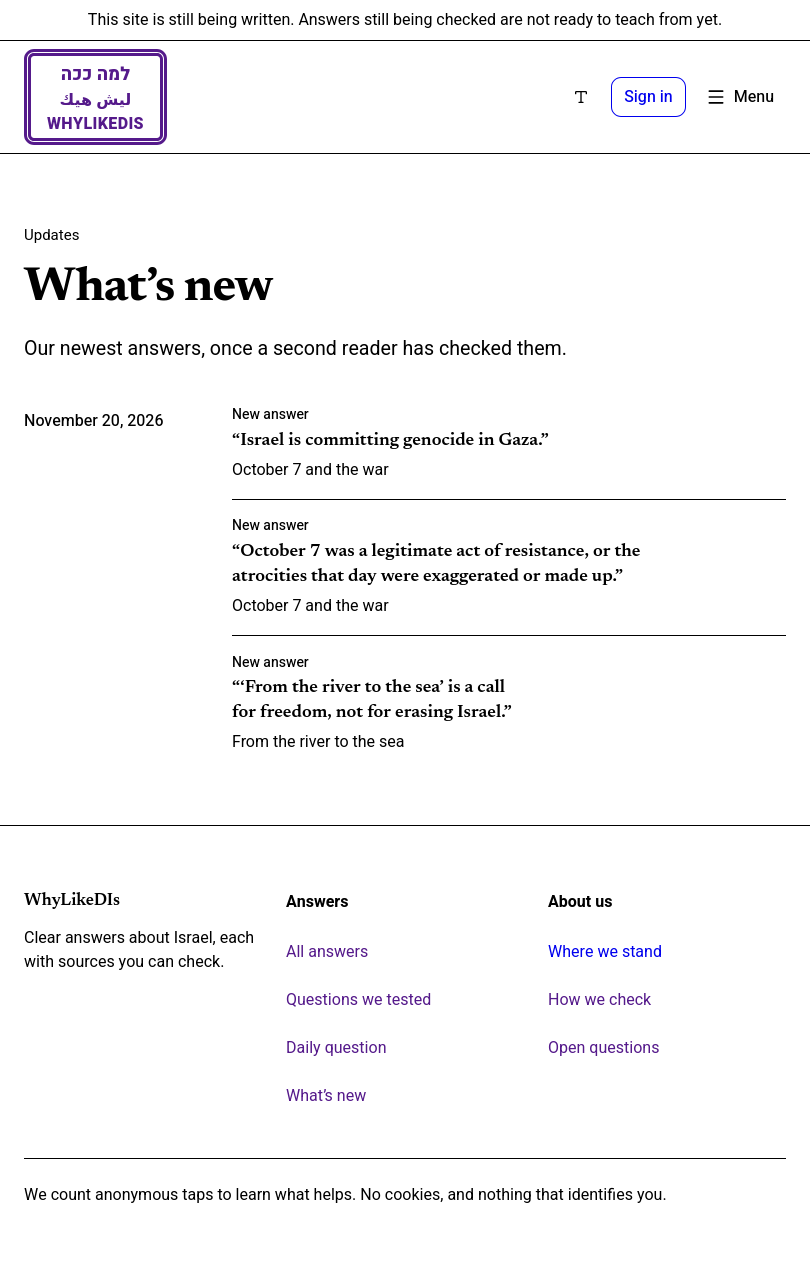 This site is still being written. Answers still being checked are not ready to teach from yet.
למה ככה
ليش هيك
WHYLIKEDIS
T
Sign in
Menu
Updates
What’s new
Our newest answers, once a second reader has checked them.
November 20, 2026
New answer
“Israel is committing genocide in Gaza.”
October 7 and the war
New answer
“October 7 was a legitimate act of resistance, or the
atrocities that day were exaggerated or made up.”
October 7 and the war
New answer
“‘From the river to the sea’ is a call
for freedom, not for erasing Israel.”
From the river to the sea
WhyLikeDIs
Clear answers about Israel, each
with sources you can check.
Answers
All answers
Questions we tested
Daily question
What’s new
About us
Where we stand
How we check
Open questions
We count anonymous taps to learn what helps. No cookies, and nothing that identifies you.